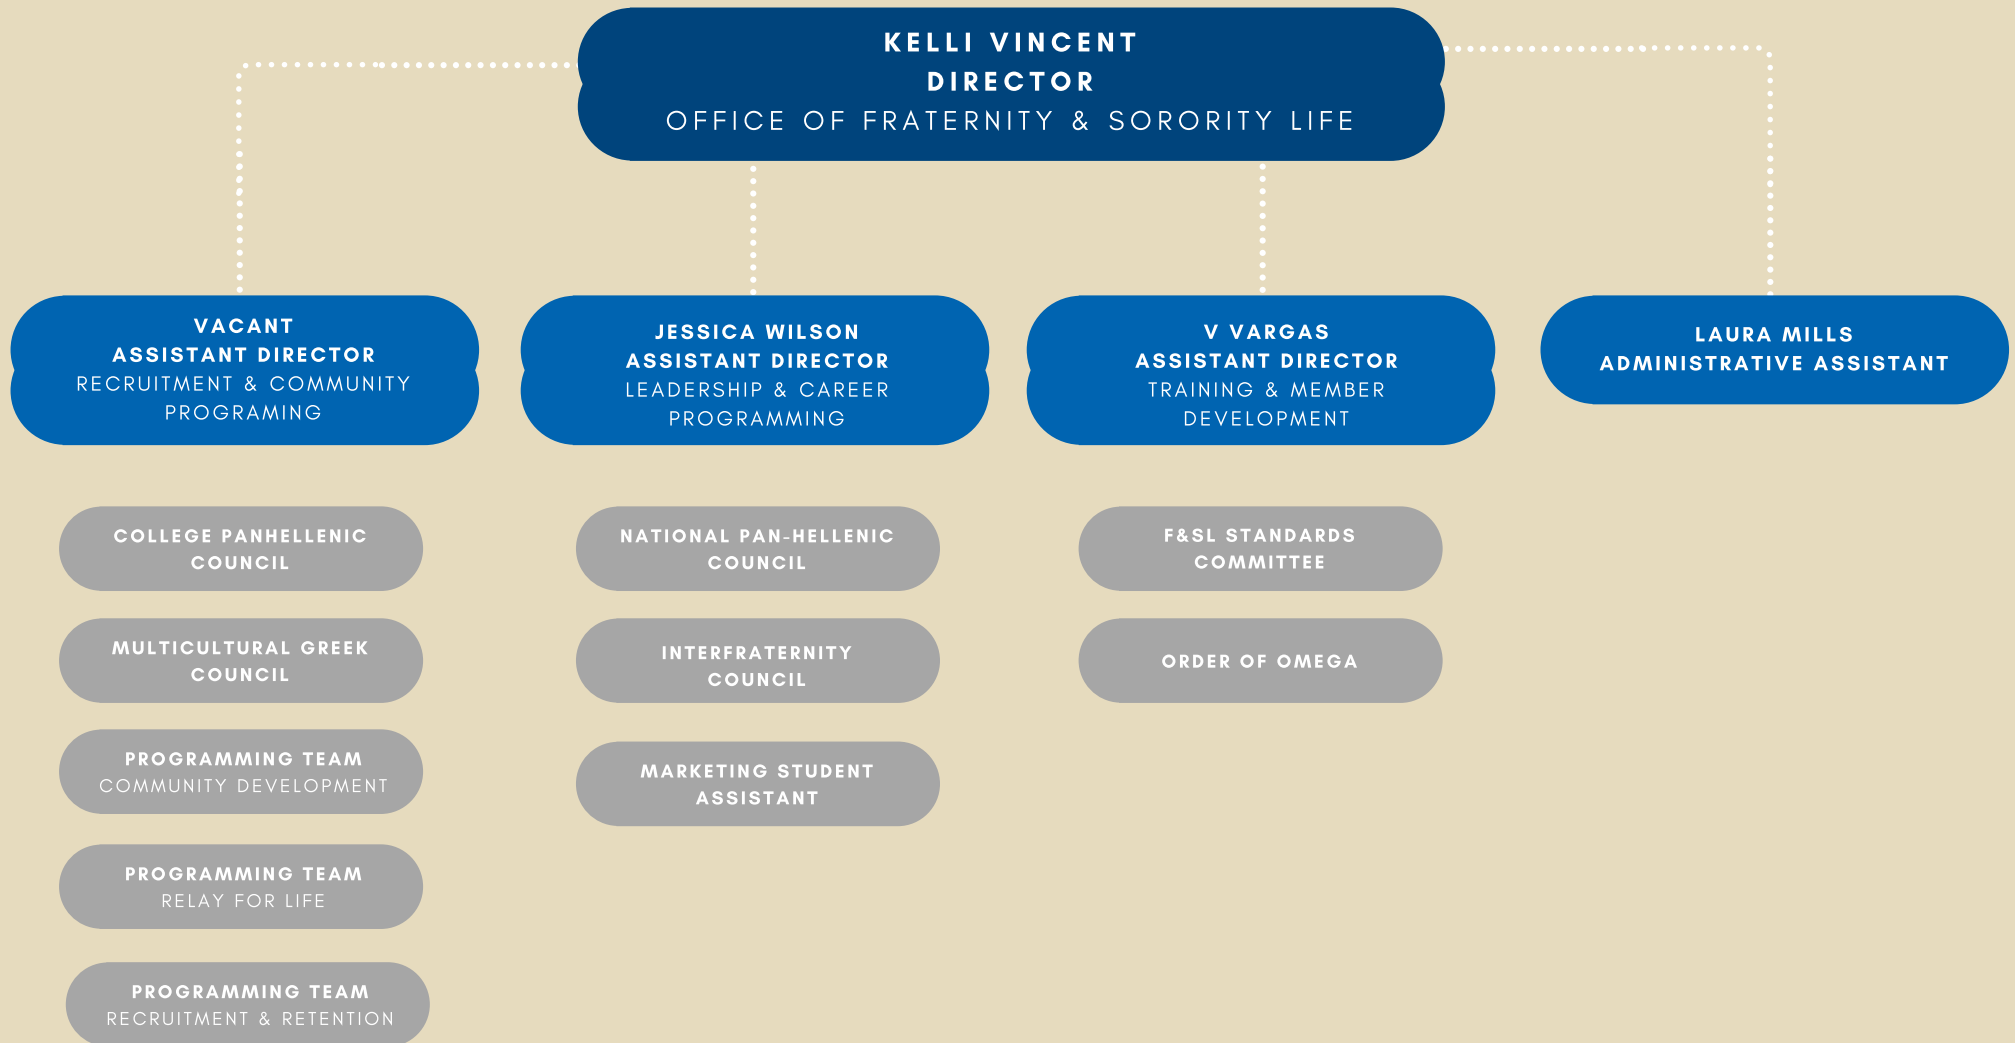 KELLI VINCENT
DIRECTOR
OFFICE OF FRATERNITY & SORORITY LIFE
VACANT
ASSISTANT DIRECTOR
RECRUITMENT & COMMUNITY
PROGRAMING
JESSICA WILSON
ASSISTANT DIRECTOR
LEADERSHIP & CAREER
PROGRAMMING
V VARGAS
ASSISTANT DIRECTOR
TRAINING & MEMBER
DEVELOPMENT
LAURA MILLS
ADMINISTRATIVE ASSISTANT
COLLEGE PANHELLENIC
COUNCIL
MULTICULTURAL GREEK
COUNCIL
PROGRAMMING TEAM
COMMUNITY DEVELOPMENT
PROGRAMMING TEAM
RELAY FOR LIFE
PROGRAMMING TEAM
RECRUITMENT & RETENTION
NATIONAL PAN-HELLENIC
COUNCIL
INTERFRATERNITY
COUNCIL
MARKETING STUDENT
ASSISTANT
F&SL STANDARDS
COMMITTEE
ORDER OF OMEGA